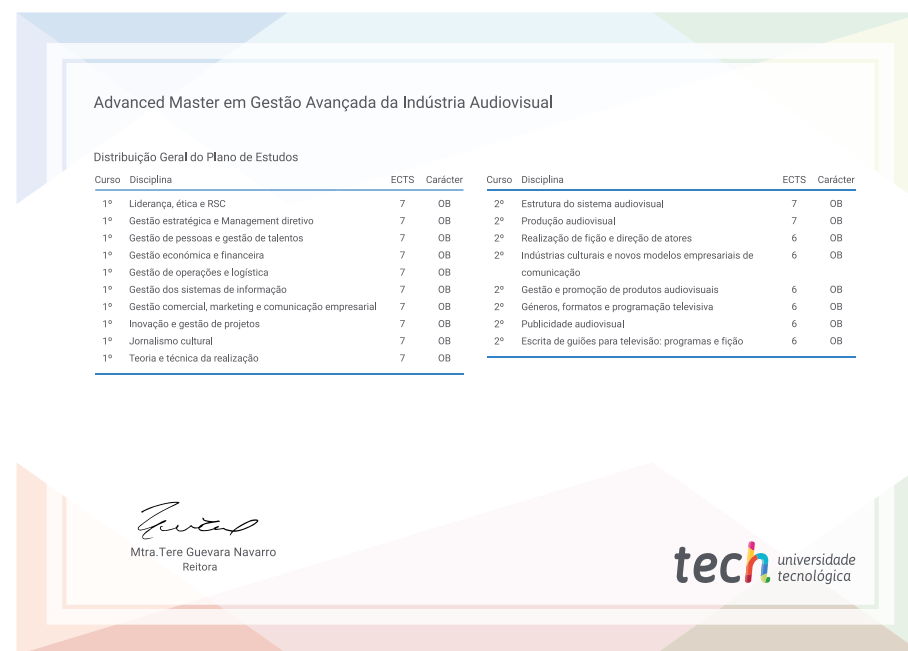 Advanced Master em Gestão Avançada da Indústria Audiovisual
Distribuição Geral do Plano de Estudos
Curso Disciplina ECTS Carácter
1º Liderança, ética e RSC 7 OB
1º Gestão estratégica e Management diretivo 7 OB
1º Gestão de pessoas e gestão de talentos 7 OB
1º Gestão económica e financeira 7 OB
1º Gestão de operações e logística 7 OB
1º Gestão dos sistemas de informação 7 OB
1º Gestão comercial, marketing e comunicação empresarial 7 OB
1º Inovação e gestão de projetos 7 OB
1º Jornalismo cultural 7 OB
1º Teoria e técnica da realização 7 OB
Curso Disciplina ECTS Carácter
2º Estrutura do sistema audiovisual 7 OB
2º Produção audiovisual 7 OB
2º Realização de fição e direção de atores 6 OB
2º Indústrias culturais e novos modelos empresariais de 6 OB
comunicação
2º Gestão e promoção de produtos audiovisuais 6 OB
2º Géneros, formatos e programação televisiva 6 OB
2º Publicidade audiovisual 6 OB
2º Escrita de guiões para televisão: programas e fição 6 OB
Mtra.Tere Guevara Navarro
Reitora
tech universidade
tecnológica